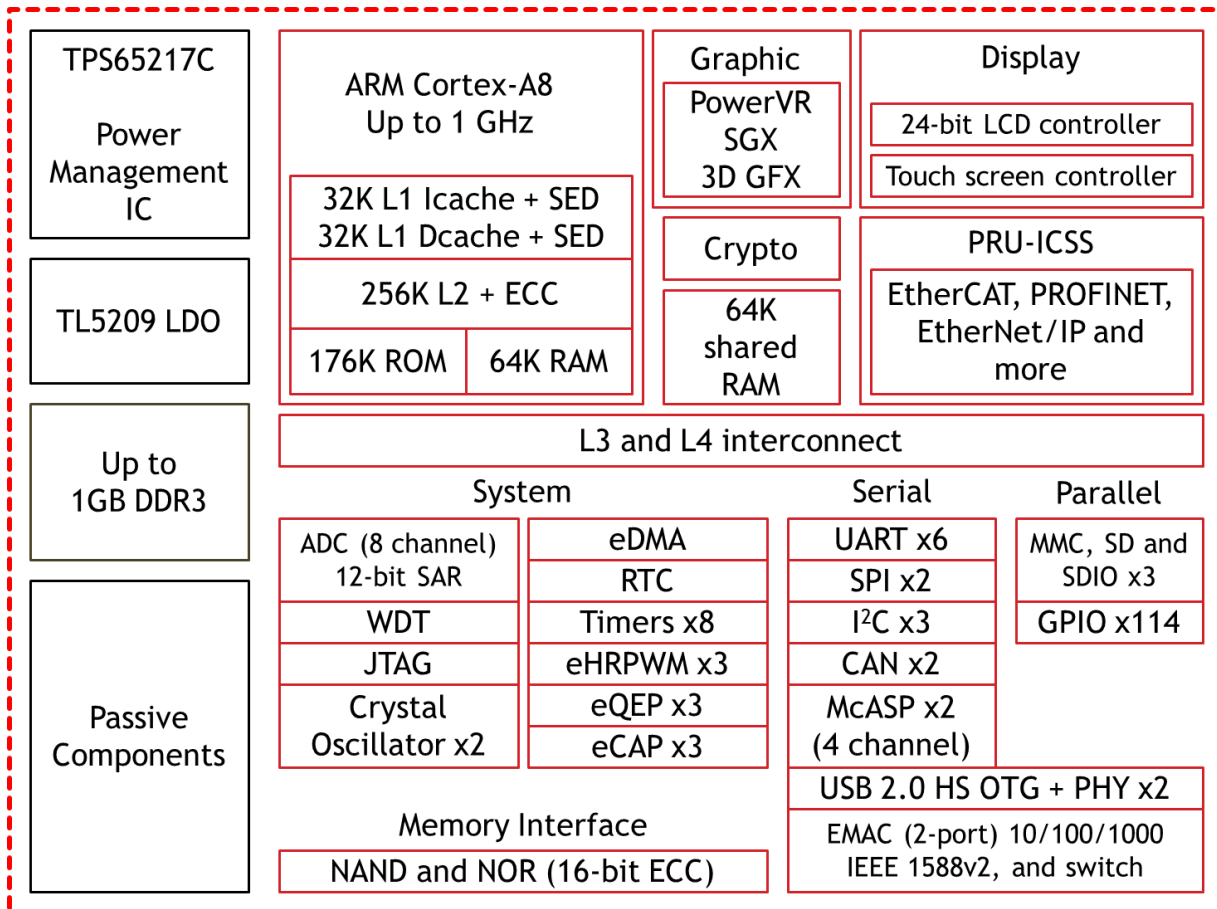 TPS65217C
Power
Management
IC
TL5209 LDO
Up to
1GB DDR3
Passive
Components
ARM Cortex-A8
Up to 1 GHz
32K L1 Icache + SED
32K L1 Dcache + SED
256K L2 + ECC
176K ROM
64K RAM
Graphic
PowerVR
SGX
3D GFX
Crypto
64K
shared
RAM
Display
24-bit LCD controller
Touch screen controller
PRU-ICSS
EtherCAT, PROFINET,
EtherNet/IP and
more
L3 and L4 interconnect
System
ADC (8 channel)
12-bit SAR
WDT
JTAG
Crystal
Oscillator x2
eDMA
RTC
Timers x8
eHRPWM x3
eQEP x3
eCAP x3
Serial
UART x6
SPI x2
I²C x3
CAN x2
McASP x2
(4 channel)
USB 2.0 HS OTG + PHY x2
EMAC (2-port) 10/100/1000
IEEE 1588v2, and switch
Parallel
MMC, SD and
SDIO x3
GPIO x114
Memory Interface
NAND and NOR (16-bit ECC)